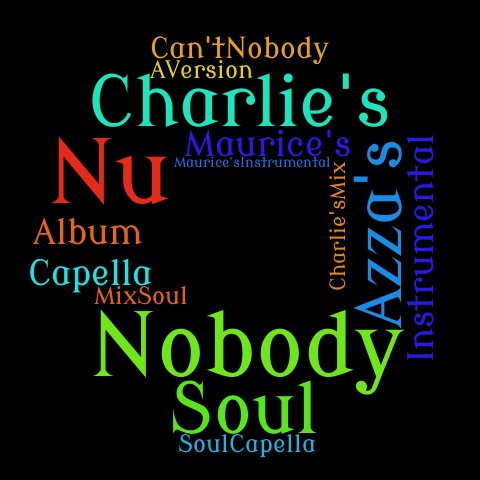 Can'tNobody
AVersion
Charlie's
Maurice's
Maurice'sInstrumental
Nu
Azza's
Instrumental
Charlie'sMix
Album
Capella
MixSoul
Nobody
Soul
SoulCapella